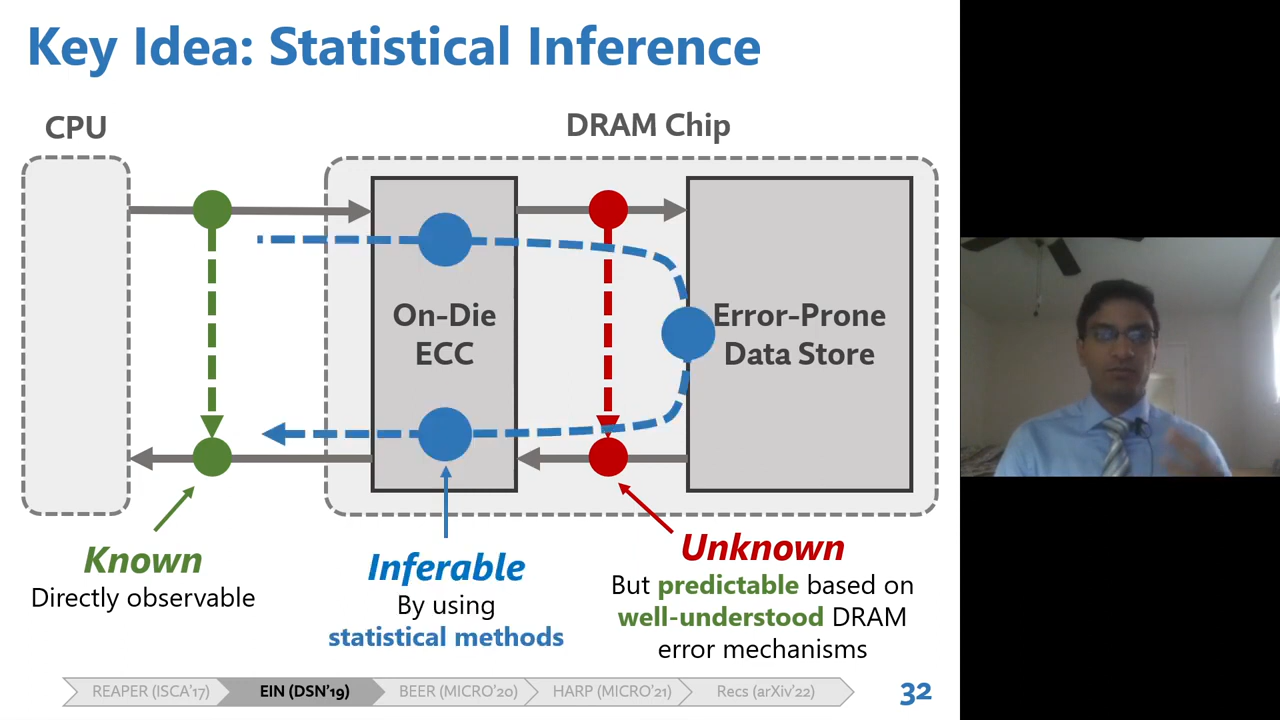 Key Idea: Statistical Inference
CPU
DRAM Chip
On-Die
ECC
Error-Prone
Data Store
Known
Directly observable
Inferable
By using
statistical methods
Unknown
But predictable based on
well-understood DRAM
error mechanisms
REAPER (ISCA'17)
EIN (DSN'19)
BEER (MICRO'20)
HARP (MICRO'21)
Recs (arXiv'22)
32